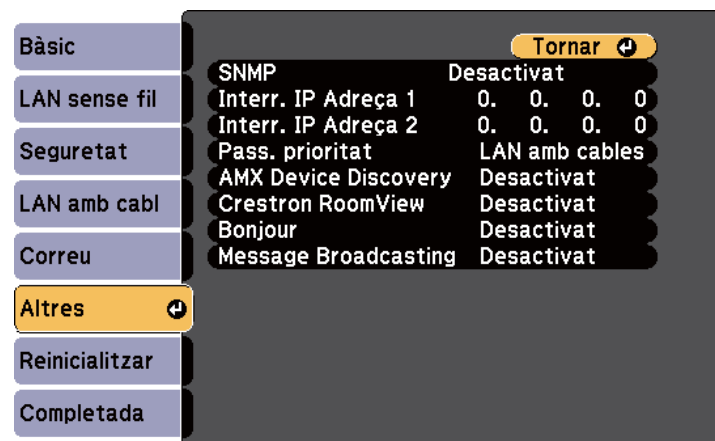 Bàsic
LAN sense fil
Seguretat
LAN amb cabl
Correu
Altres
Reinicialitzar
Completada
Tornar
SNMP Desactivat
Interr. IP Adreça 1 0. 0. 0. 0
Interr. IP Adreça 2 0. 0. 0. 0
Pass. prioritat LAN amb cables
AMX Device Discovery Desactivat
Crestron RoomView Desactivat
Bonjour Desactivat
Message Broadcasting Desactivat